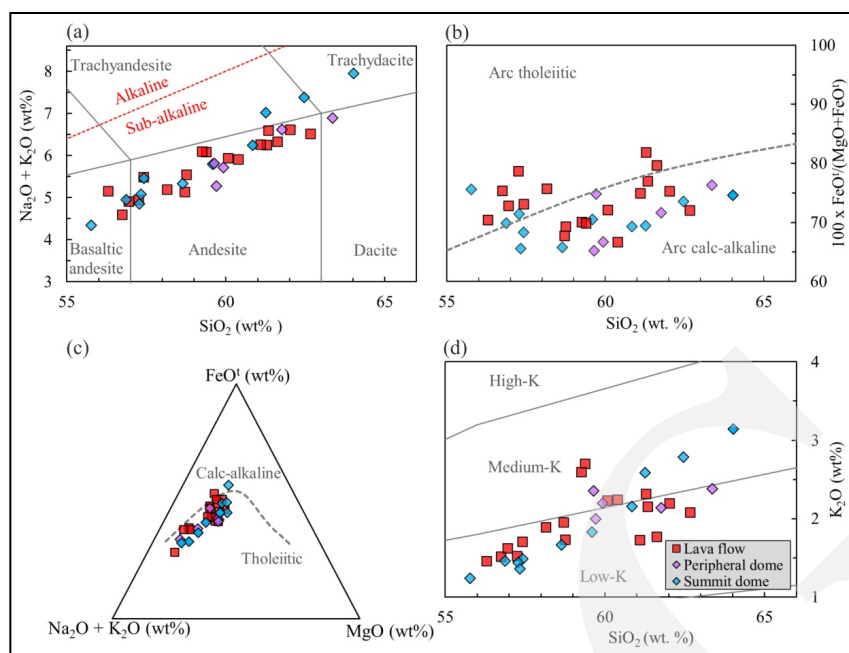 (a)
Trachyandesite
Trachydacite
Alkaline
Sub-alkaline
Basaltic
andesite
Andesite
Dacite
Na₂O + K₂O (wt%)
8
7
6
5
4
3
55
60
65
SiO₂ (wt% )
(b)
Arc tholeiitic
Arc calc-alkaline
100
90
80
70
60
100 x FeOᵗ/(MgO+FeOᵗ)
55
60
65
SiO₂ (wt. %)
(c)
FeOᵗ (wt%)
Calc-alkaline
Tholeiitic
Na₂O + K₂O (wt%)
MgO (wt%)
(d)
High-K
Medium-K
Low-K
4
3
2
1
K₂O (wt%)
Lava flow
Peripheral dome
Summit dome
55
60
65
SiO₂ (wt. %)